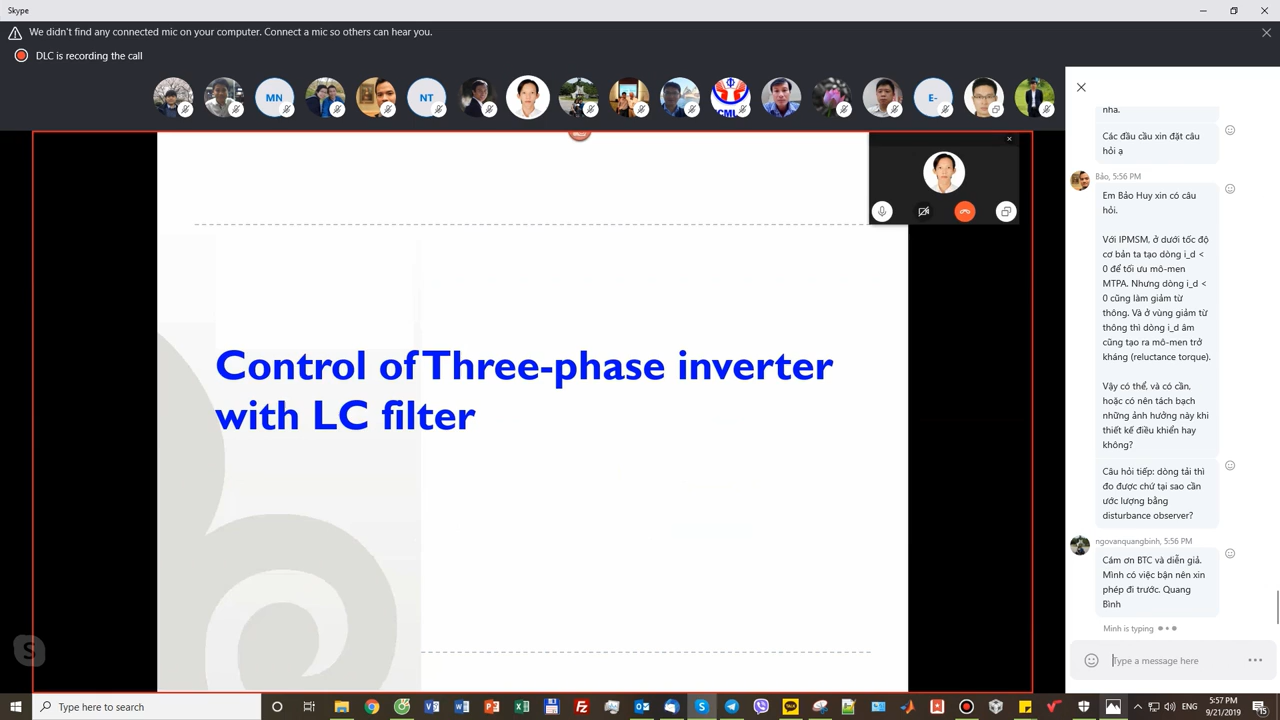 Skype
We didn't find any connected mic on your computer. Connect a mic so others can hear you.
DLC is recording the call
MN
NT
E-
Control of Three-phase inverter
with LC filter
nha.
Các đầu cầu xin đặt câu
hỏi ạ
Bảo, 5:56 PM
Em Bảo Huy xin có câu
hỏi.
Với IPMSM, ở dưới tốc độ
cơ bản ta tạo dòng i_d <
0 để tối ưu mô-men
MTPA. Nhưng dòng i_d <
0 cũng làm giảm từ
thông. Và ở vùng giảm từ
thông thì dòng i_d âm
cũng tạo ra mô-men trở
kháng (reluctance torque).
Vậy có thể, và có cần,
hoặc có nên tách bạch
những ảnh hưởng này khi
thiết kế điều khiển hay
không?
Câu hỏi tiếp: dòng tải thì
đo được chứ tại sao cần
ước lượng bằng
disturbance observer?
ngovanquangbinh, 5:56 PM
Cám ơn BTC và diễn giả.
Mình có việc bận nên xin
phép đi trước. Quang
Bình
Minh is typing
Type a message here
Type here to search
ENG
5:57 PM
9/21/2019
15